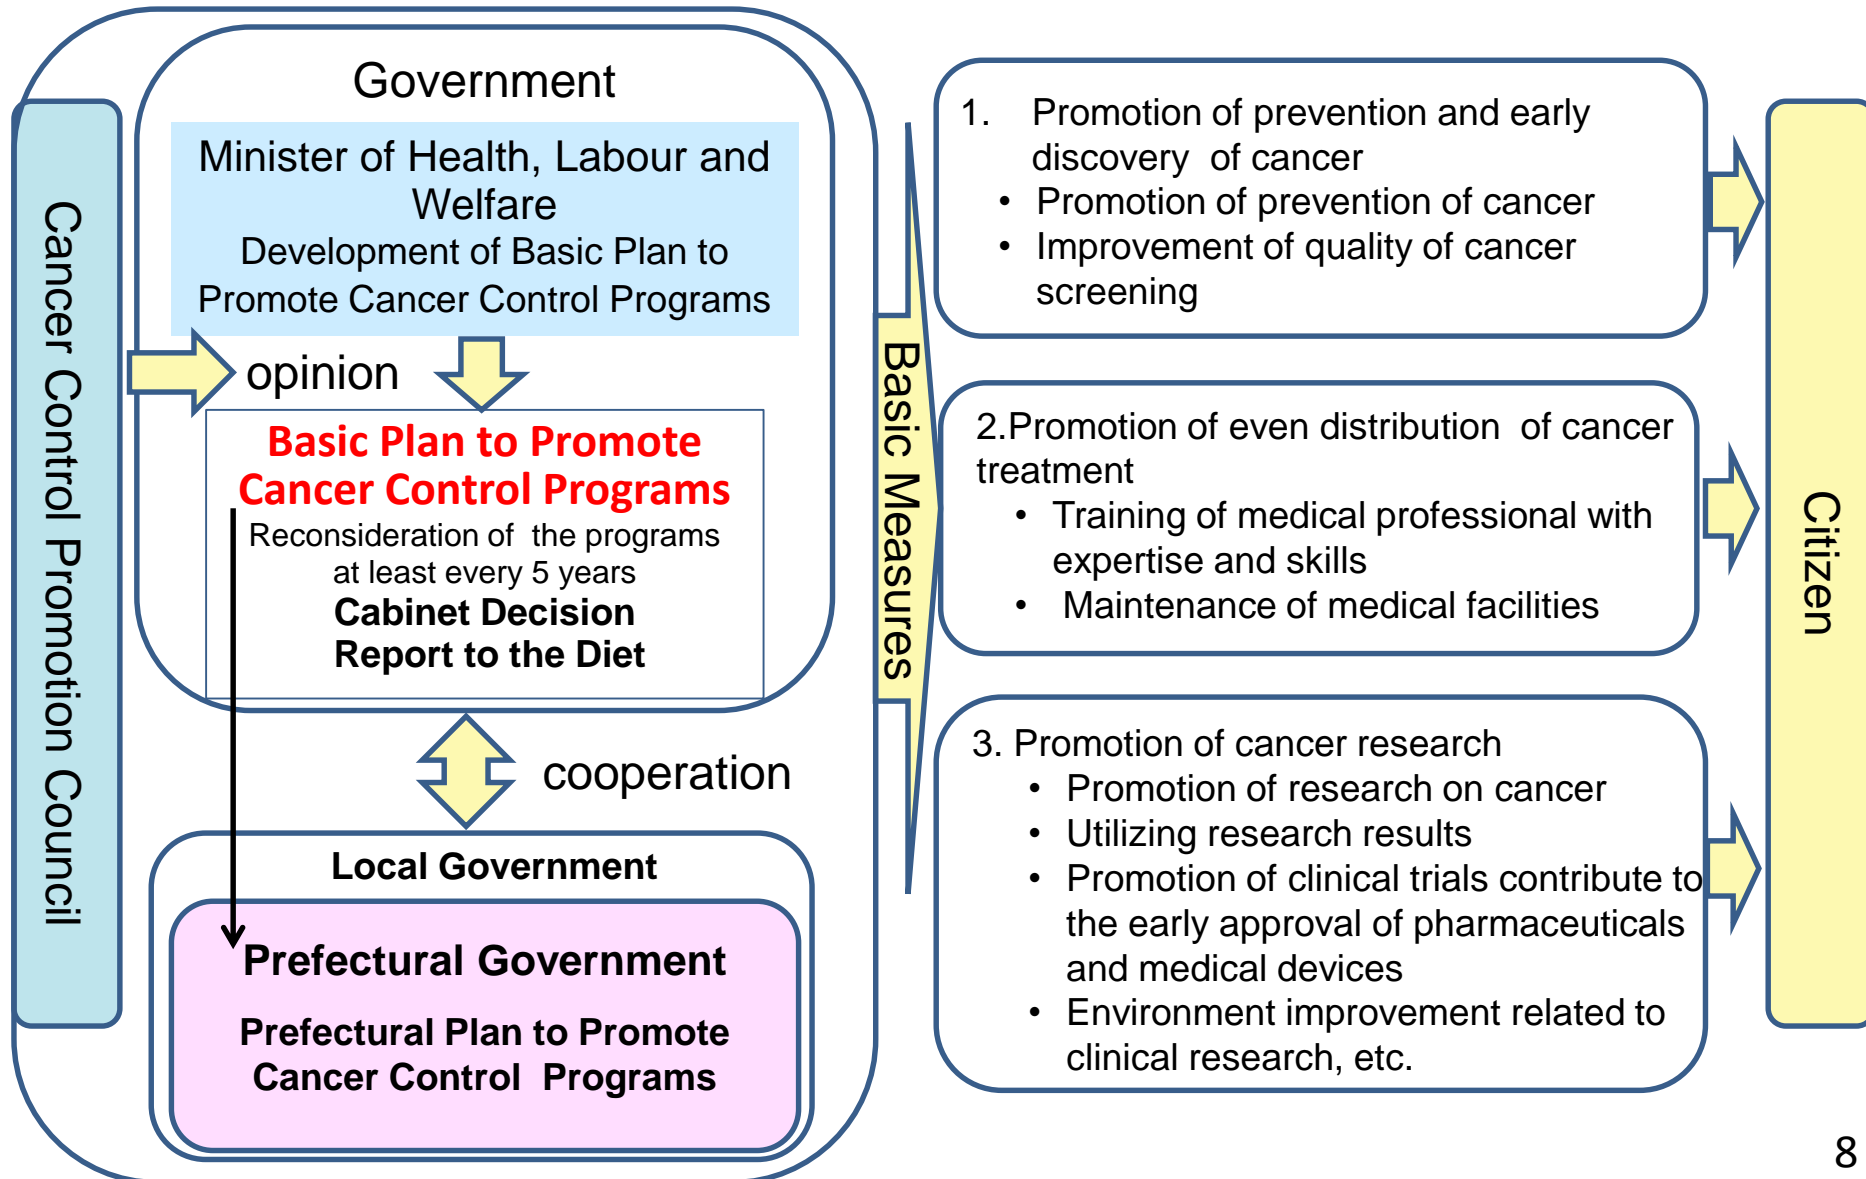 Cancer Control Promotion Council
Government
Minister of Health, Labour and
Welfare
Development of Basic Plan to
Promote Cancer Control Programs
opinion
Basic Plan to Promote
Cancer Control Programs
Reconsideration of the programs
at least every 5 years
Cabinet Decision
Report to the Diet
cooperation
Local Government
Prefectural Government
Prefectural Plan to Promote
Cancer Control Programs
Basic Measures
1. Promotion of prevention and early
discovery of cancer
• Promotion of prevention of cancer
• Improvement of quality of cancer
screening
2.Promotion of even distribution of cancer
treatment
• Training of medical professional with
expertise and skills
• Maintenance of medical facilities
3. Promotion of cancer research
• Promotion of research on cancer
• Utilizing research results
• Promotion of clinical trials contribute to
the early approval of pharmaceuticals
and medical devices
• Environment improvement related to
clinical research, etc.
Citizen
8